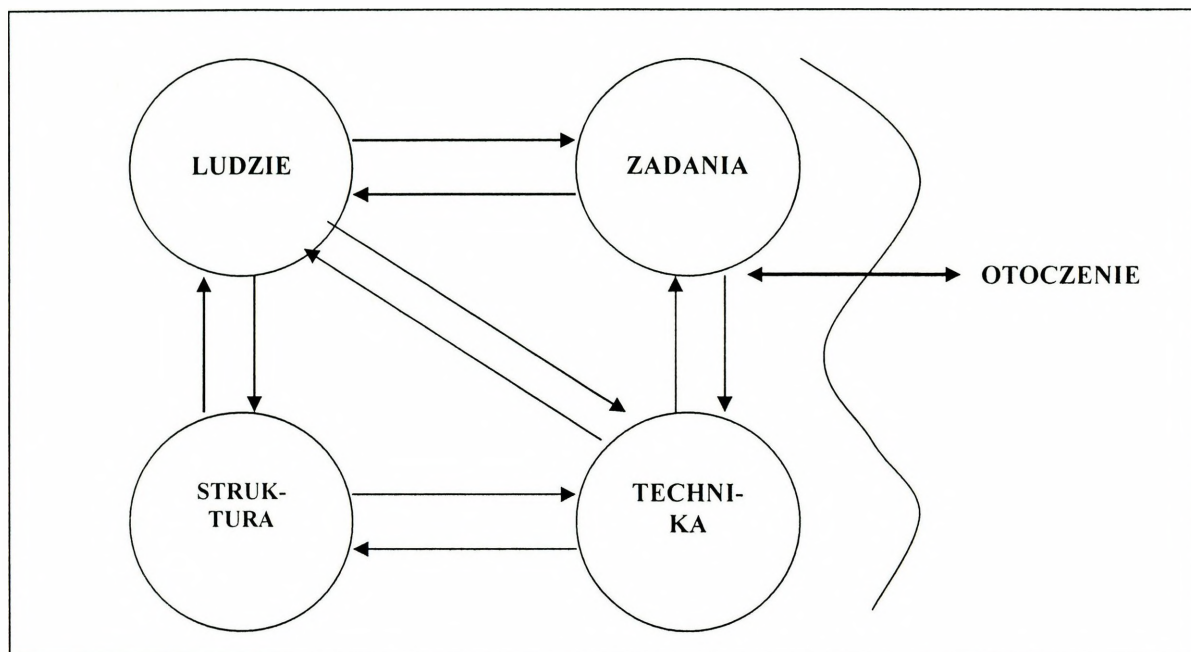 LUDZIE
ZADANIA
OTOCZENIE
STRUK-
TURA
TECHNI-
KA